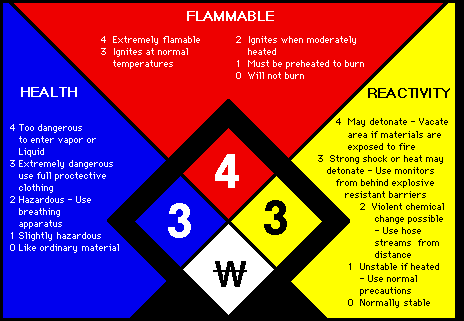 FLAMMABLE
4 Extremely flamable
3 Ignites at normal
temperatures
2 Ignites when moderately
heated
1 Must be preheated to burn
0 Will not burn
HEALTH
4 Too dangerous
to enter vapor or
Liquid
3 Extremely dangerous
use full proctective
clothing
2 Hazardous - Use
breathing
apparatus
1 Slightly hazardous
0 Like ordinary material
REACTIVITY
4 May detonate - Vacate
area if materials are
exposed to fire
3 Strong shock or heat may
detonate - Use monitors
from behind explosive
resistant barriers
2 Violent chemical
change possible
- Use hose
streams from
distance
1 Unstable if heated
- Use normal
precautions
0 Normally stable
4
3
3
W